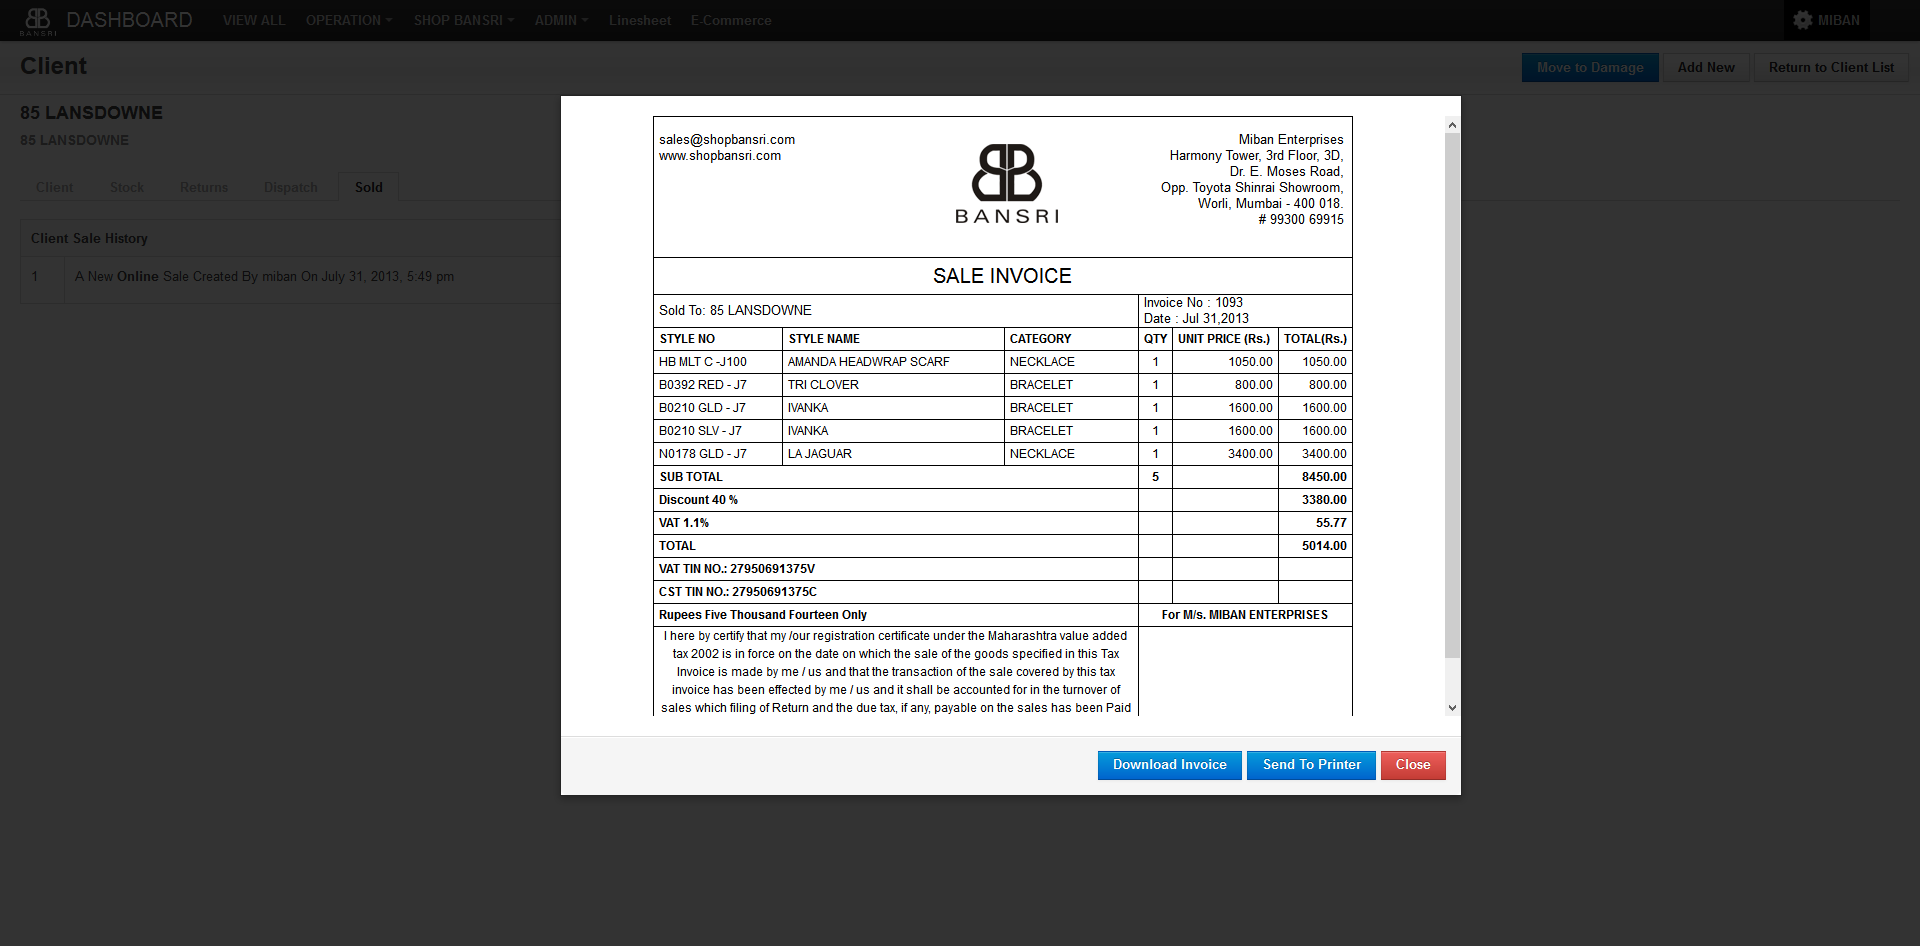 BANSRI
DASHBOARD VIEW ALL OPERATION SHOP BANSRI ADMIN Linesheet E-Commerce MIBAN
Client
Move to Damage Add New Return to Client List
85 LANSDOWNE
85 LANSDOWNE
Client Stock Returns Dispatch Sold
Client Sale History
1 A New Online Sale Created By miban On July 31, 2013, 5:49 pm
sales@shopbansri.com
www.shopbansri.com
BANSRI
Miban Enterprises
Harmony Tower, 3rd Floor, 3D,
Dr. E. Moses Road,
Opp. Toyota Shinrai Showroom,
Worli, Mumbai - 400 018.
# 99300 69915
SALE INVOICE
Sold To: 85 LANSDOWNE
Invoice No : 1093
Date : Jul 31,2013
STYLE NO STYLE NAME CATEGORY QTY UNIT PRICE (Rs.) TOTAL(Rs.)
HB MLT C -J100 AMANDA HEADWRAP SCARF NECKLACE 1 1050.00 1050.00
B0392 RED - J7 TRI CLOVER BRACELET 1 800.00 800.00
B0210 GLD - J7 IVANKA BRACELET 1 1600.00 1600.00
B0210 SLV - J7 IVANKA BRACELET 1 1600.00 1600.00
N0178 GLD - J7 LA JAGUAR NECKLACE 1 3400.00 3400.00
SUB TOTAL 5 8450.00
Discount 40 % 3380.00
VAT 1.1% 55.77
TOTAL 5014.00
VAT TIN NO.: 27950691375V
CST TIN NO.: 27950691375C
Rupees Five Thousand Fourteen Only For M/s. MIBAN ENTERPRISES
I here by certify that my /our registration certificate under the Maharashtra value added
tax 2002 is in force on the date on which the sale of the goods specified in this Tax
Invoice is made by me / us and that the transaction of the sale covered by this tax
invoice has been effected by me / us and it shall be accounted for in the turnover of
sales which filing of Return and the due tax, if any, payable on the sales has been Paid
Download Invoice Send To Printer Close